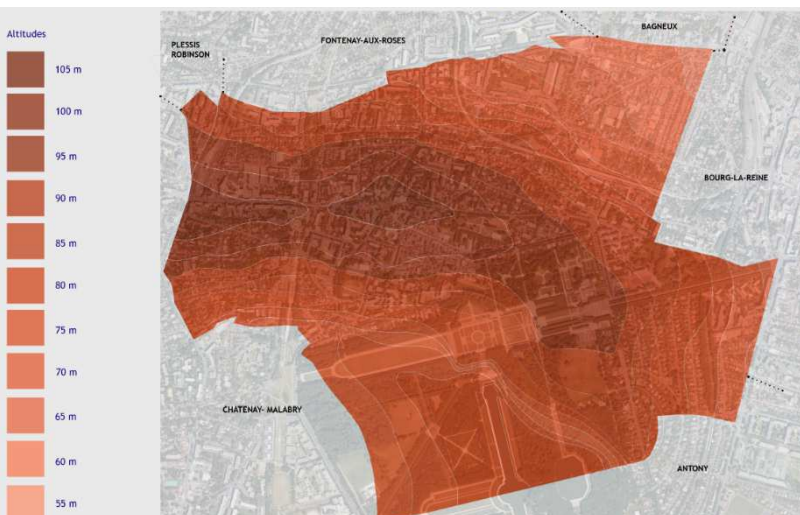 Altitudes
105 m
100 m
95 m
90 m
85 m
80 m
75 m
70 m
65 m
60 m
55 m
PLESSIS
ROBINSON
FONTENAY-AUX-ROSES
BAGNEUX
BOURG-LA-REINE
CHATENAY- MALABRY
ANTONY